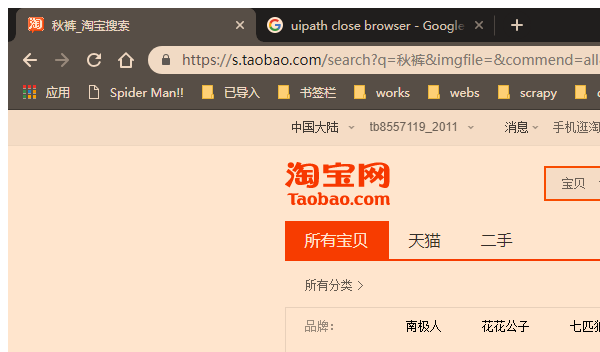 秋裤_淘宝搜索
uipath close browser - Google
https://s.taobao.com/search?q=秋裤&imgfile=&commend=all
应用 Spider Man!! 已导入 书签栏 works webs scrapy
中国大陆 tb8557119_2011 消息 手机逛淘
淘宝网
Taobao.com
宝贝
所有宝贝 天猫 二手
所有分类 >
品牌: 南极人 花花公子 七匹狼